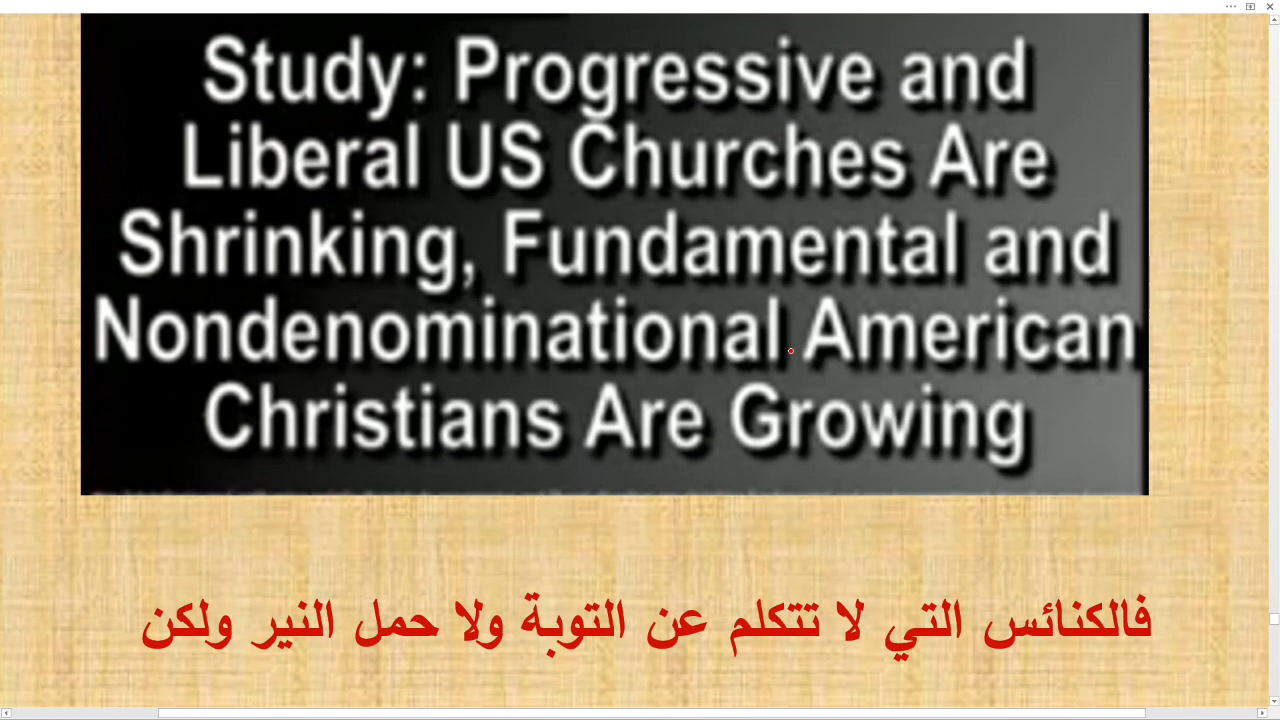 Study: Progressive and
Liberal US Churches Are
Shrinking, Fundamental and
Nondenominational American
Christians Are Growing
فالكنائس التي لا تتكلم عن التوبة ولا حمل النير ولكن